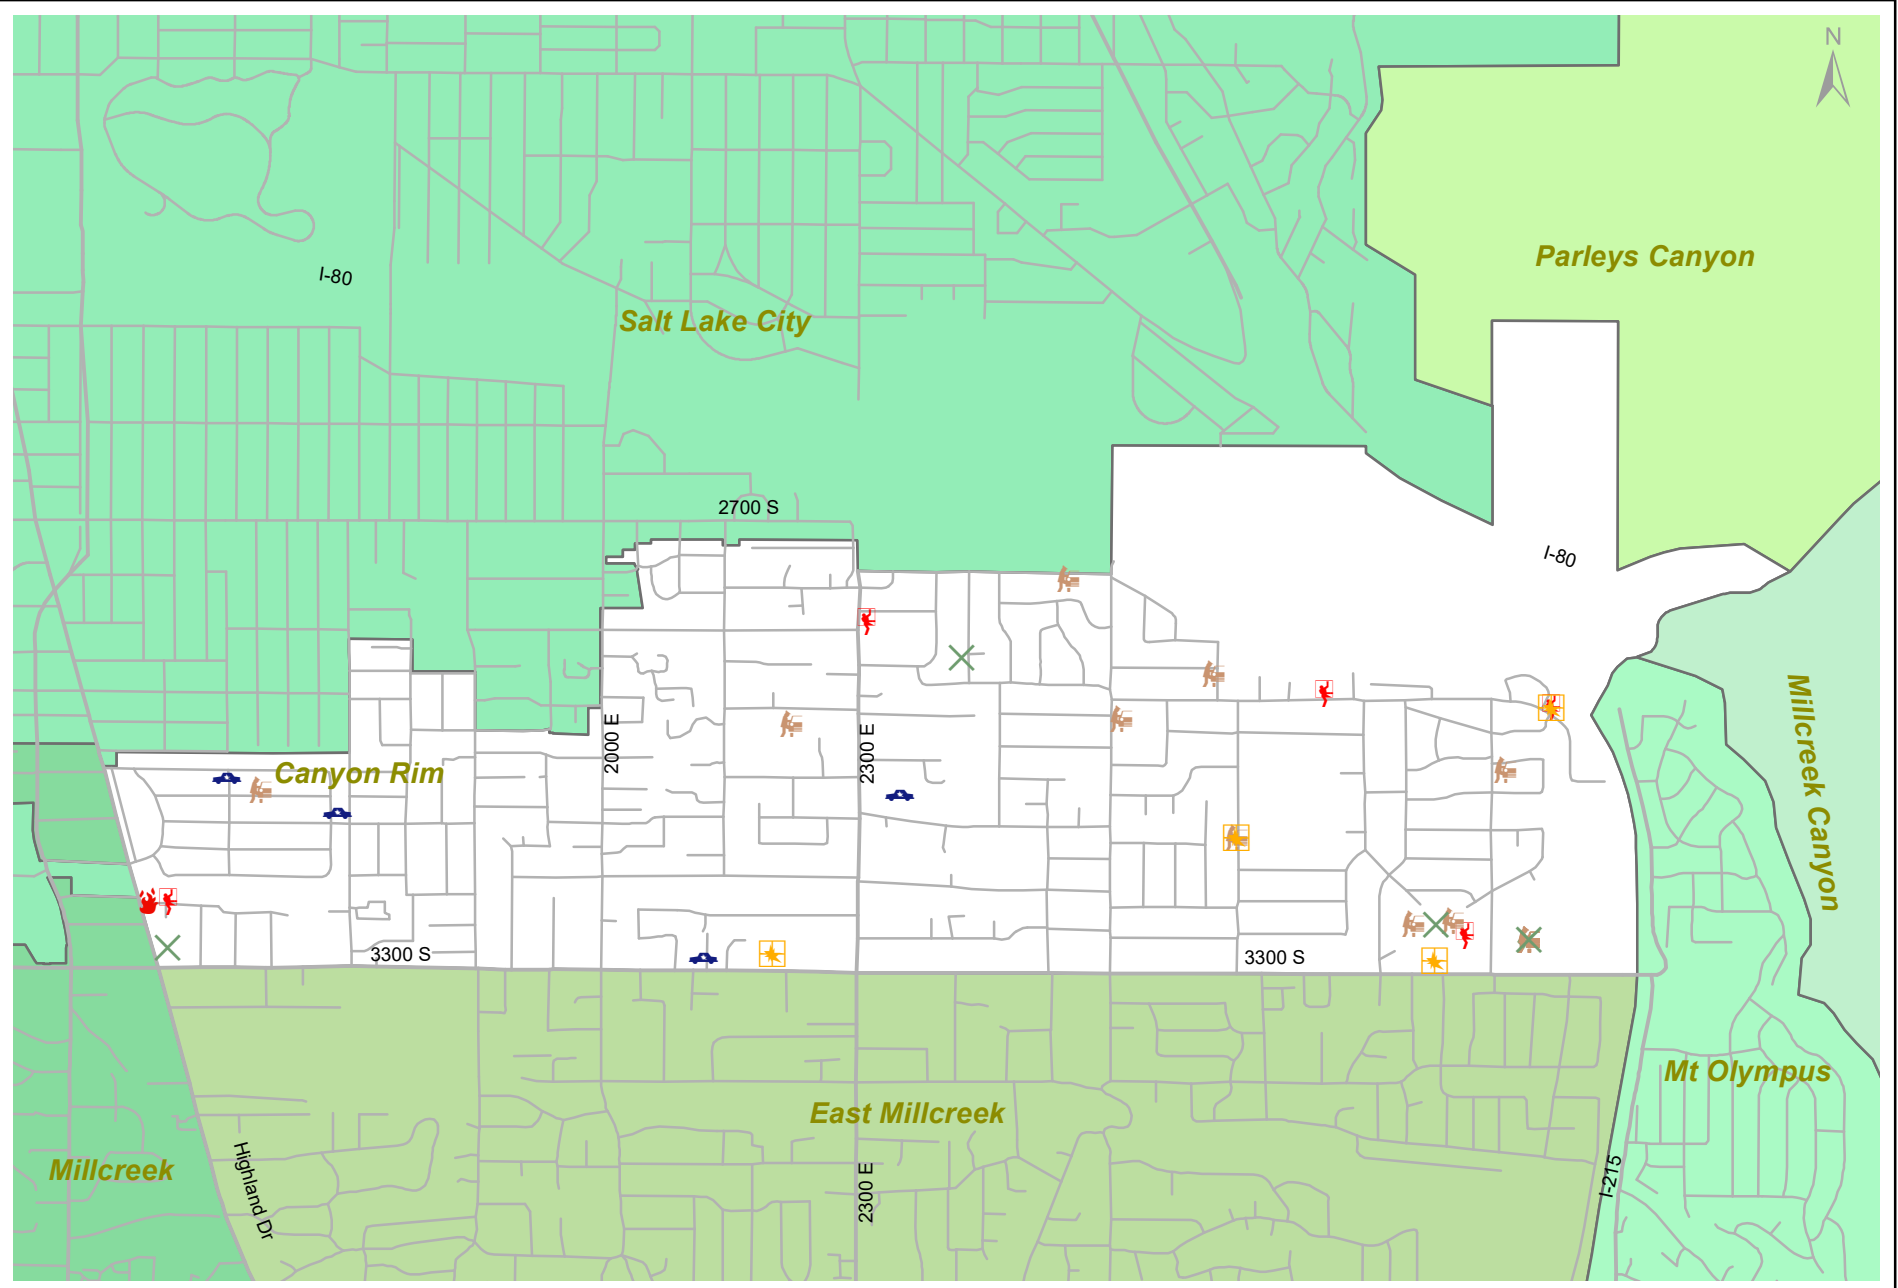 N
Parleys Canyon
I-80
Salt Lake City
2700 S
I-80
2000 E
2300 E
Canyon Rim
Millcreek Canyon
3300 S
3300 S
Mt Olympus
East Millcreek
Millcreek
Highland Dr
2300 E
I-215